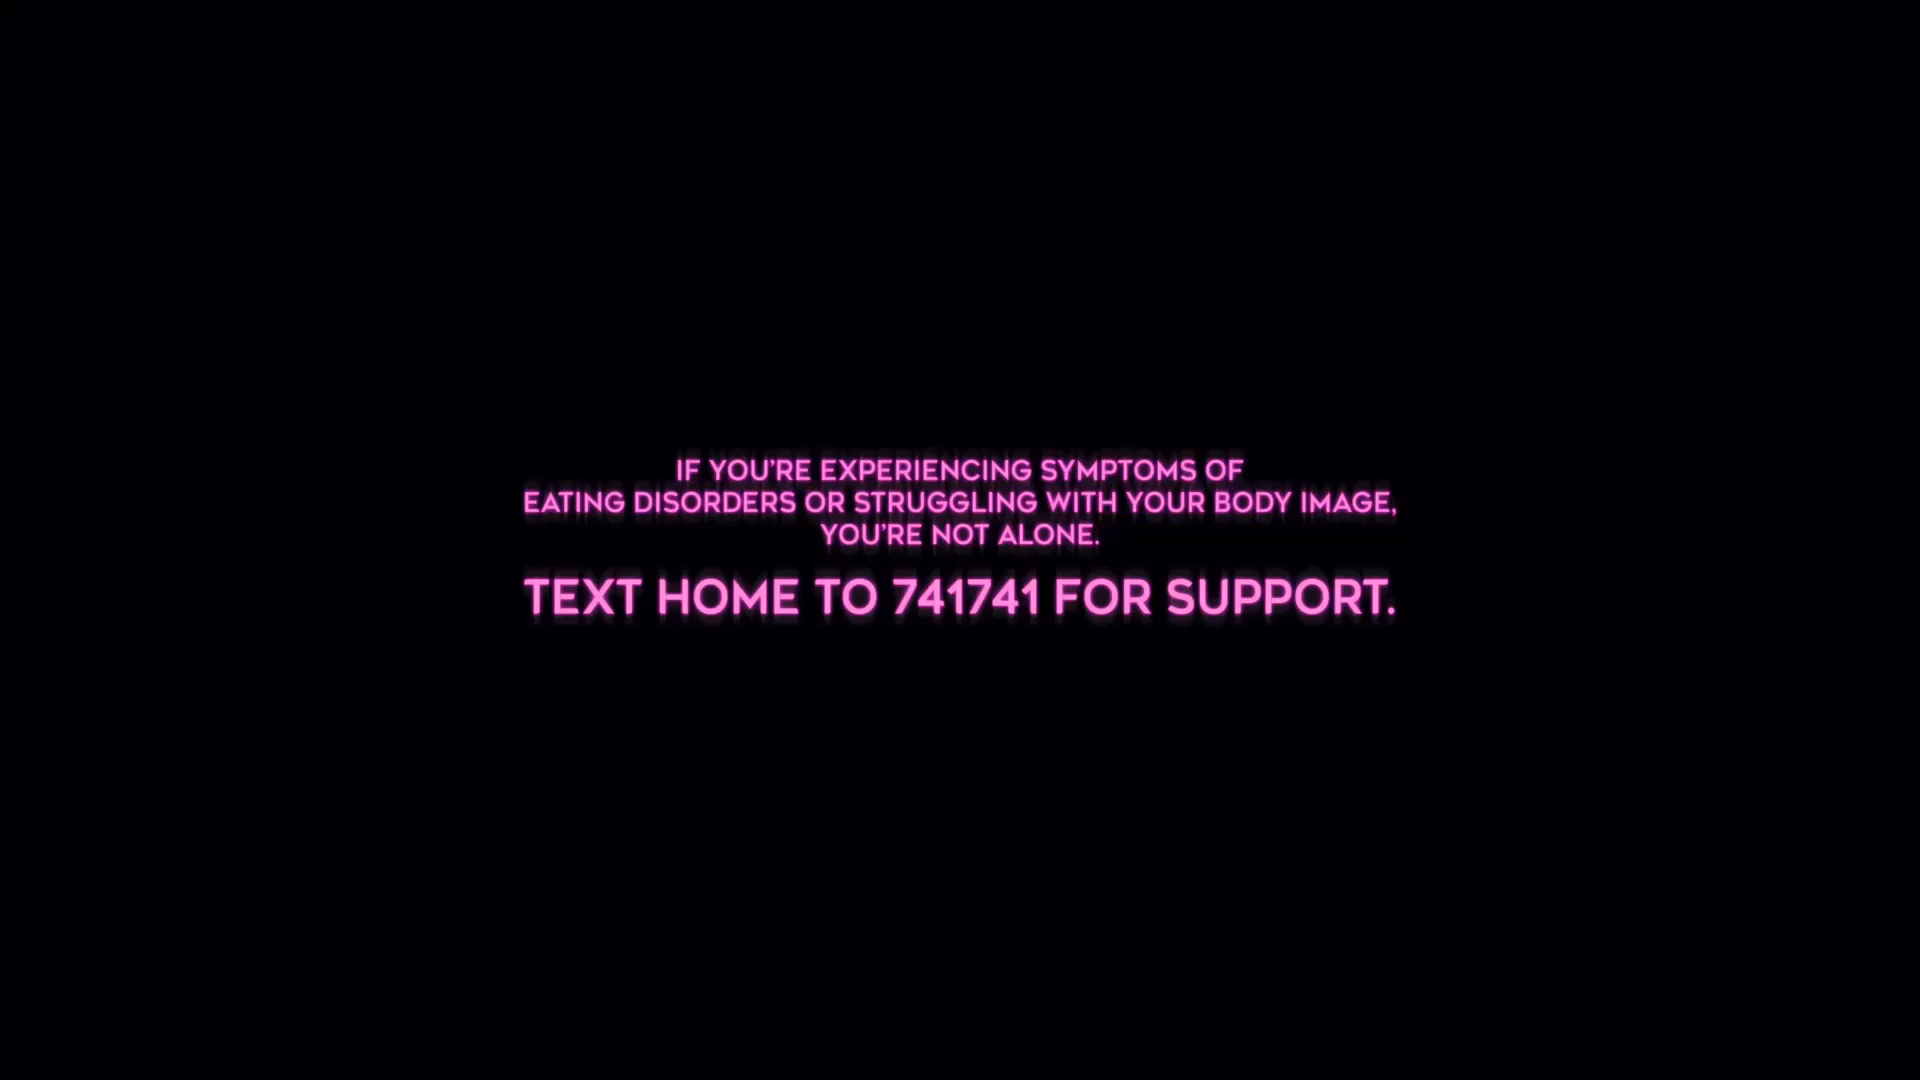 IF YOU’RE EXPERIENCING SYMPTOMS OF
EATING DISORDERS OR STRUGGLING WITH YOUR BODY IMAGE,
YOU’RE NOT ALONE.
TEXT HOME TO 741741 FOR SUPPORT.